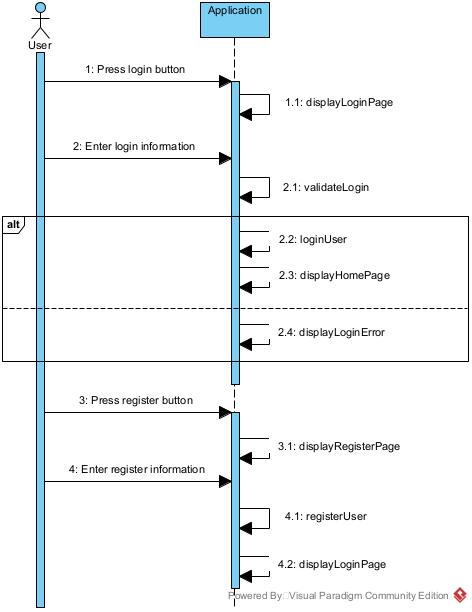 Application
User
1: Press login button
1.1: displayLoginPage
2: Enter login information
2.1: validateLogin
alt
2.2: loginUser
2.3: displayHomePage
2.4: displayLoginError
3: Press register button
3.1: displayRegisterPage
4: Enter register information
4.1: registerUser
4.2: displayLoginPage
Powered By Visual Paradigm Community Edition